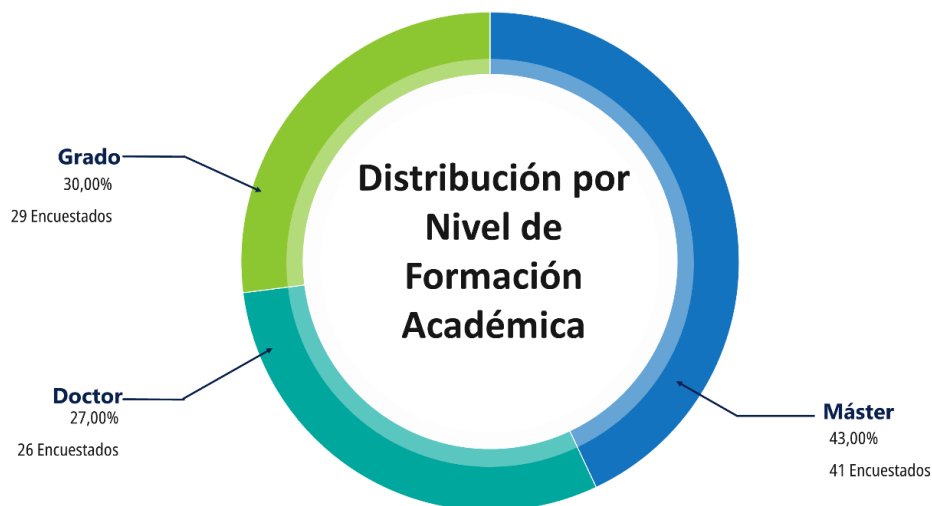 Distribución por
Nivel de
Formación
Académica
Grado
30,00%
29 Encuestados
Doctor
27,00%
26 Encuestados
Máster
43,00%
41 Encuestados